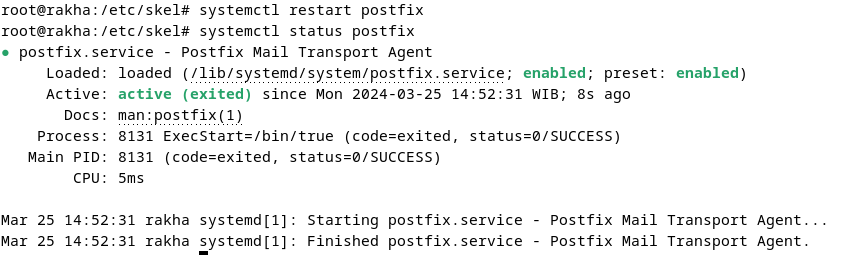 root@rakha:/etc/skel# systemctl restart postfix
root@rakha:/etc/skel# systemctl status postfix
● postfix.service - Postfix Mail Transport Agent
     Loaded: loaded (/lib/systemd/system/postfix.service; enabled; preset: enabled)
     Active: active (exited) since Mon 2024-03-25 14:52:31 WIB; 8s ago
       Docs: man:postfix(1)
    Process: 8131 ExecStart=/bin/true (code=exited, status=0/SUCCESS)
   Main PID: 8131 (code=exited, status=0/SUCCESS)
        CPU: 5ms

Mar 25 14:52:31 rakha systemd[1]: Starting postfix.service - Postfix Mail Transport Agent...
Mar 25 14:52:31 rakha systemd[1]: Finished postfix.service - Postfix Mail Transport Agent.